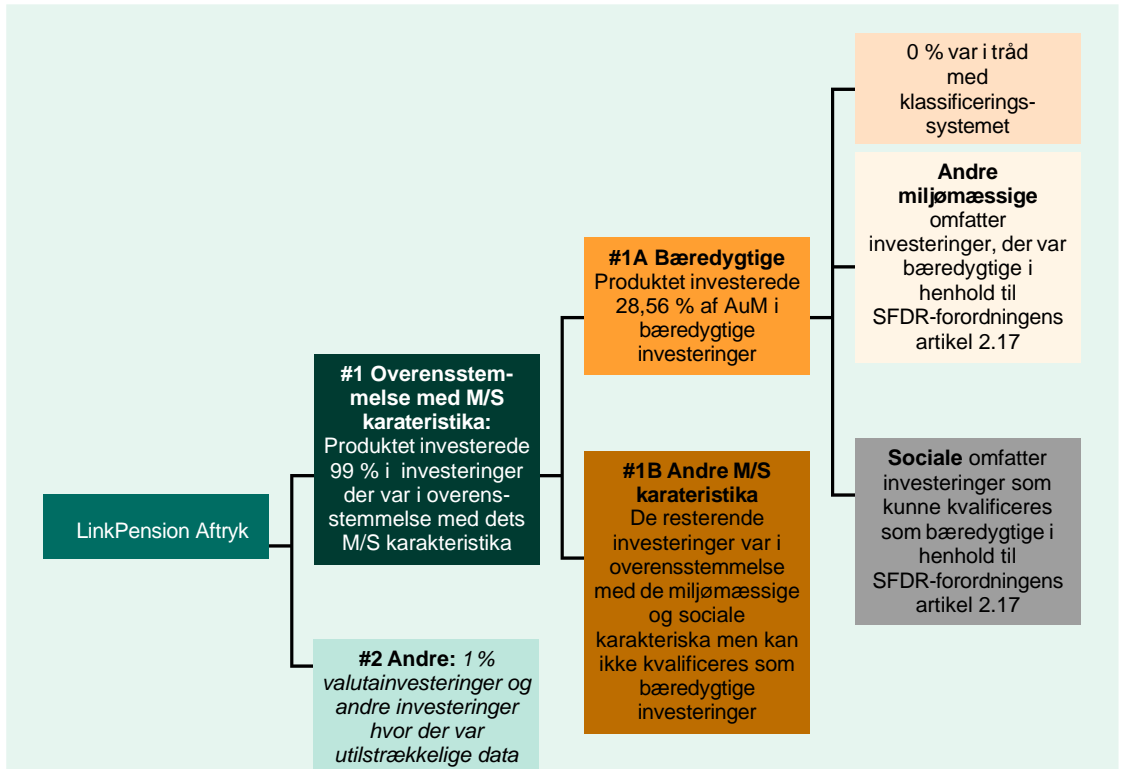 LinkPension Aftryk
#1 Overensstem-
melse med M/S
karateristika:
Produktet investerede
99 % i investeringer
der var i overens-
stemmelse med dets
M/S karakteristika
#2 Andre: 1 %
valutainvesteringer og
andre investeringer
hvor der var
utilstrækkelige data
#1A Bæredygtige
Produktet investerede
28,56 % af AuM i
bæredygtige
investeringer
#1B Andre M/S
karateristika
De resterende
investeringer var i
overensstemmelse
med de miljømæssige
og sociale
karakteriska men kan
ikke kvalificeres som
bæredygtige
investeringer
0 % var i tråd
med
klassificerings-
systemet
Andre
miljømæssige
omfatter
investeringer, der var
bæredygtige i
henhold til
SFDR-forordningens
artikel 2.17
Sociale omfatter
investeringer som
kunne kvalificeres
som bæredygtige i
henhold til
SFDR-forordningens
artikel 2.17